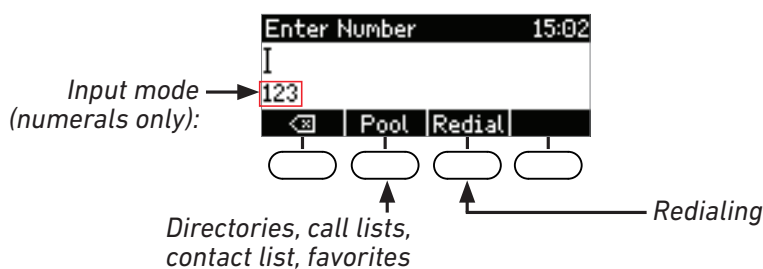 Enter Number 15:02
Input mode
(numerals only):
123
Pool Redial
Directories, call lists,
contact list, favorites
Redialing